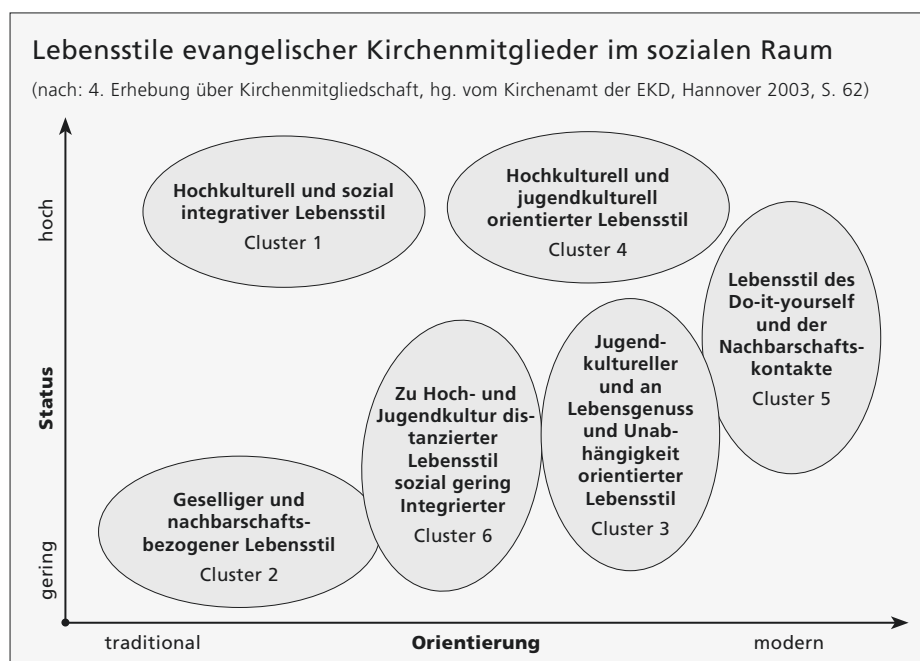 Lebensstile evangelischer Kirchenmitglieder im sozialen Raum
(nach: 4. Erhebung über Kirchenmitgliedschaft, hg. vom Kirchenamt der EKD, Hannover 2003, S. 62)
hoch
Status
gering
Hochkulturell und sozial
integrativer Lebensstil
Cluster 1
Hochkulturell und
jugendkulturell
orientierter Lebensstil
Cluster 4
Lebensstil des
Do-it-yourself
und der
Nachbarschafts-
kontakte
Cluster 5
Zu Hoch- und
Jugendkultur dis-
tanzierter
Lebensstil
sozial gering
Integrierter
Cluster 6
Jugend-
kultureller
und an
Lebensgenuss
und Unab-
hängigkeit
orientierter
Lebensstil
Cluster 3
Geselliger und
nachbarschafts-
bezogener Lebensstil
Cluster 2
traditional
Orientierung
modern